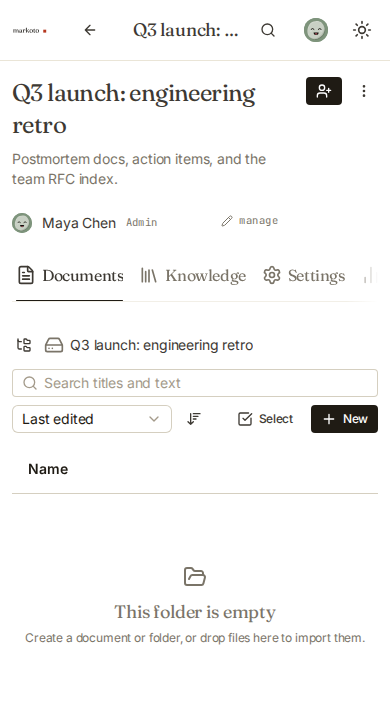 markoto
Q3 launch: ...
Q3 launch: engineering
retro
Postmortem docs, action items, and the
team RFC index.
Maya Chen Admin manage
Documents Knowledge Settings
Q3 launch: engineering retro
Search titles and text
Last edited Select New
Name
This folder is empty
Create a document or folder, or drop files here to import them.